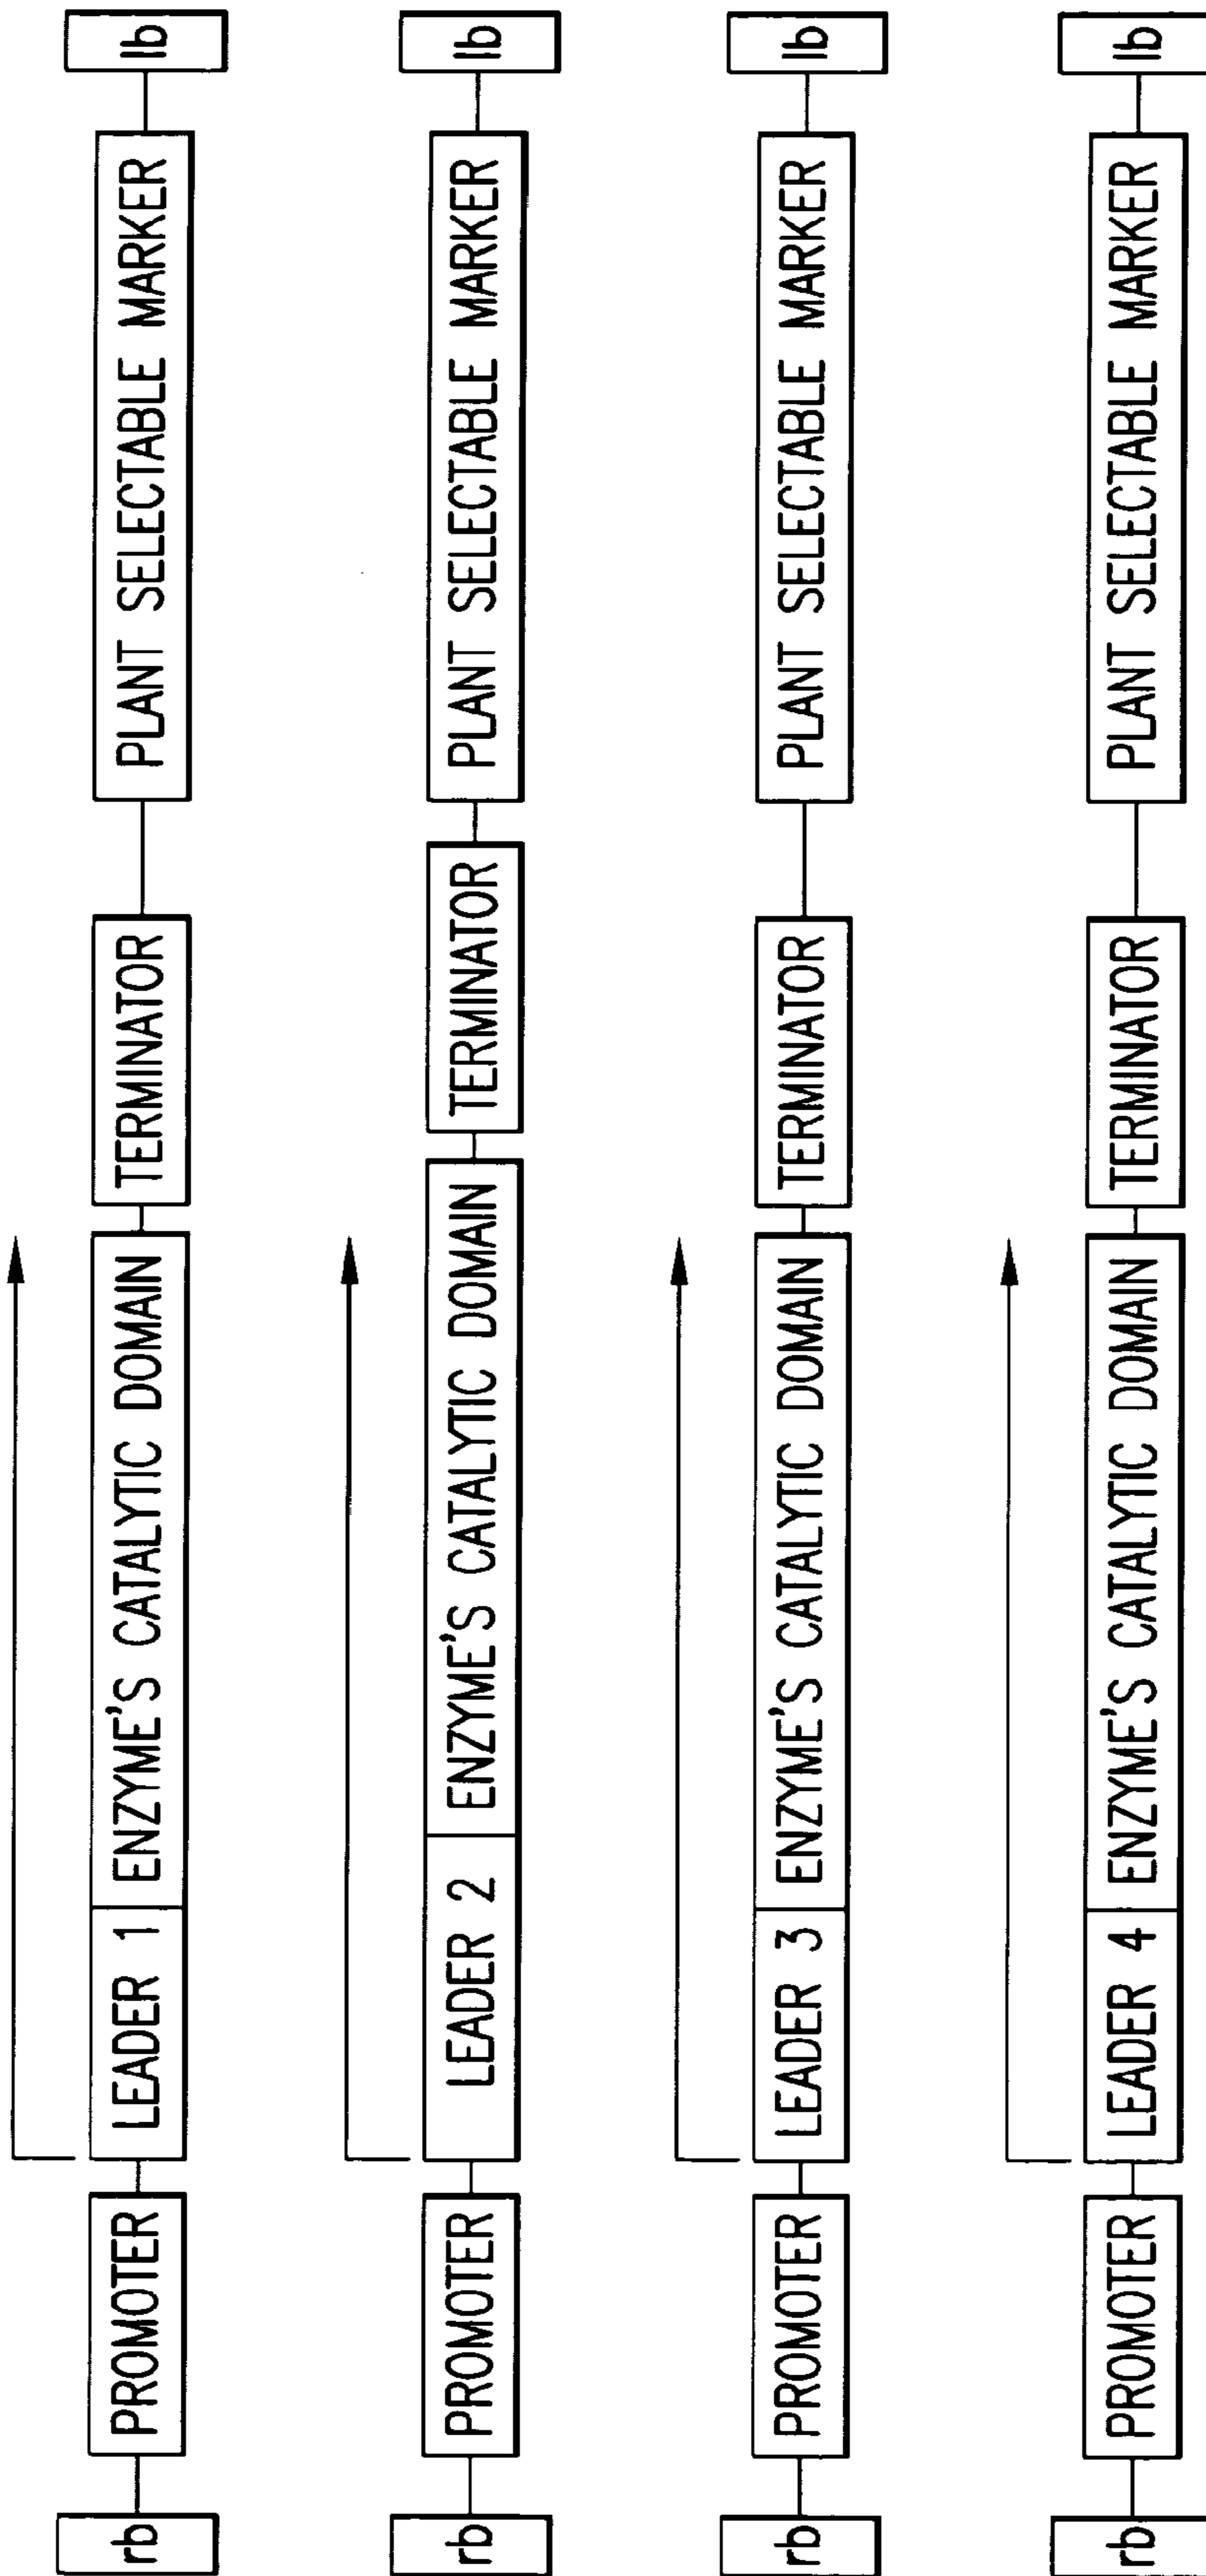 rb PROMOTER LEADER 1 ENZYME'S CATALYTIC DOMAIN TERMINATOR PLANT SELECTABLE MARKER lb
rb PROMOTER LEADER 2 ENZYME'S CATALYTIC DOMAIN TERMINATOR PLANT SELECTABLE MARKER lb
rb PROMOTER LEADER 3 ENZYME'S CATALYTIC DOMAIN TERMINATOR PLANT SELECTABLE MARKER lb
rb PROMOTER LEADER 4 ENZYME'S CATALYTIC DOMAIN TERMINATOR PLANT SELECTABLE MARKER lb